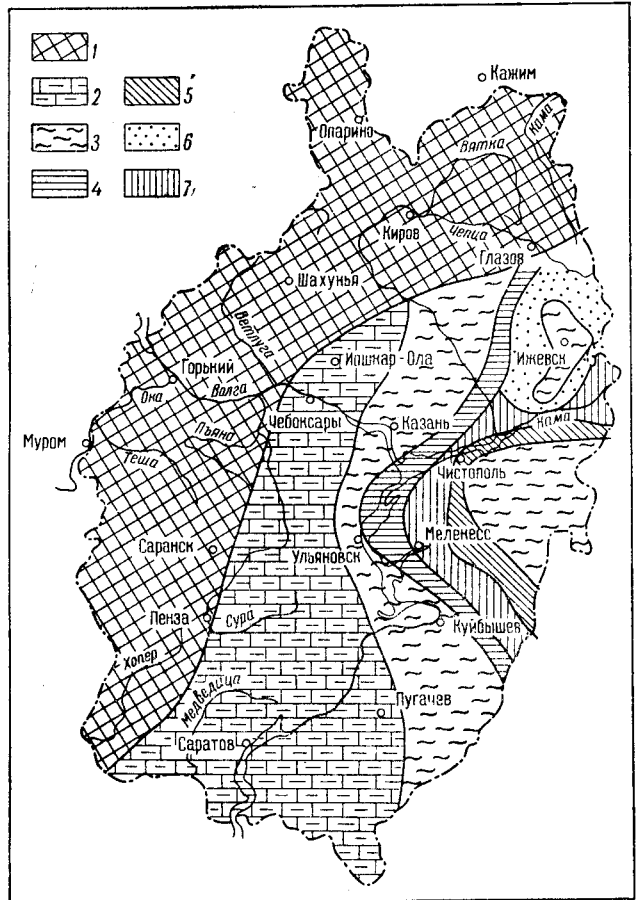 1
2
3
4
5
6
7
Кажим
Опарино
Кама
Вятка
Киров
Чепца
Глазов
Шахунья
Ветлуга
Йошкар-Ола
Ижевск
Горький
Волга
Ока
Чебоксары
Казань
Кама
Муром
Пьяна
Теша
Чистополь
Саранск
Ульяновск
Мелекесс
Пенза
Сура
Куйбышев
Хопер
Медведица
Пугачев
Саратов